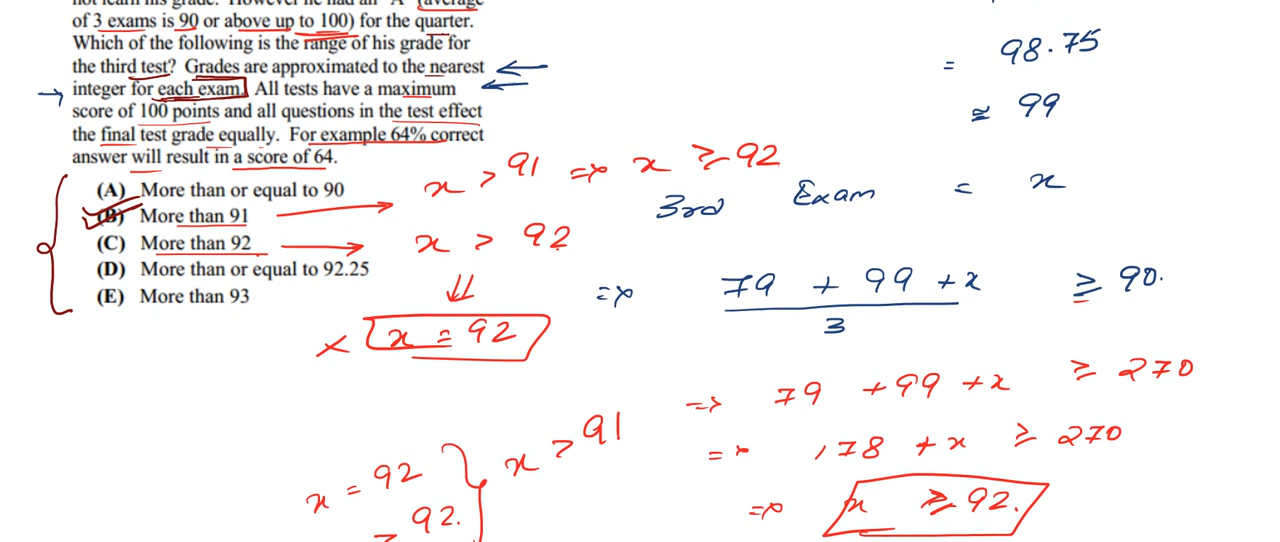 of 3 exams is 90 or above up to 100) for the quarter.
Which of the following is the range of his grade for
the third test? Grades are approximated to the nearest
integer for each exam. All tests have a maximum
score of 100 points and all questions in the test effect
the final test grade equally. For example 64% correct
answer will result in a score of 64.
(A) More than or equal to 90
(B) More than 91
(C) More than 92
(D) More than or equal to 92.25
(E) More than 93
= 98.75
≅ 99
x > 91 => x ≥ 92
3rd Exam = x
x > 92
=> 79 + 99 + x ≥ 90.
3
x = 92
=> 79 + 99 + x ≥ 270
=> 178 + x ≥ 270
=> x ≥ 92.
x = 92
x > 91
> 92.